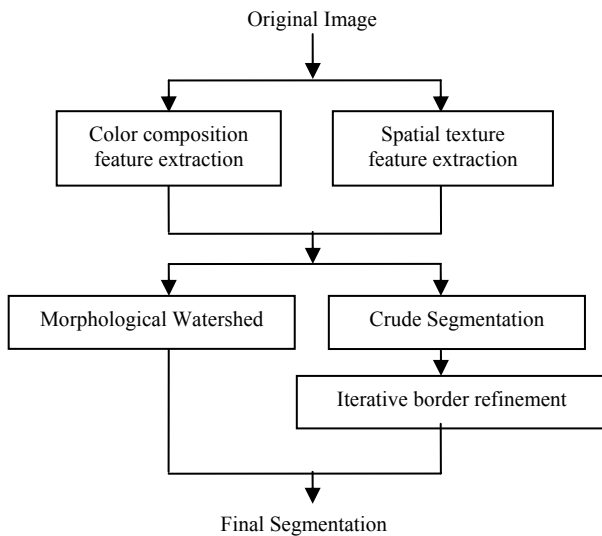 Original Image
Color composition
feature extraction
Spatial texture
feature extraction
Morphological Watershed
Crude Segmentation
Iterative border refinement
Final Segmentation